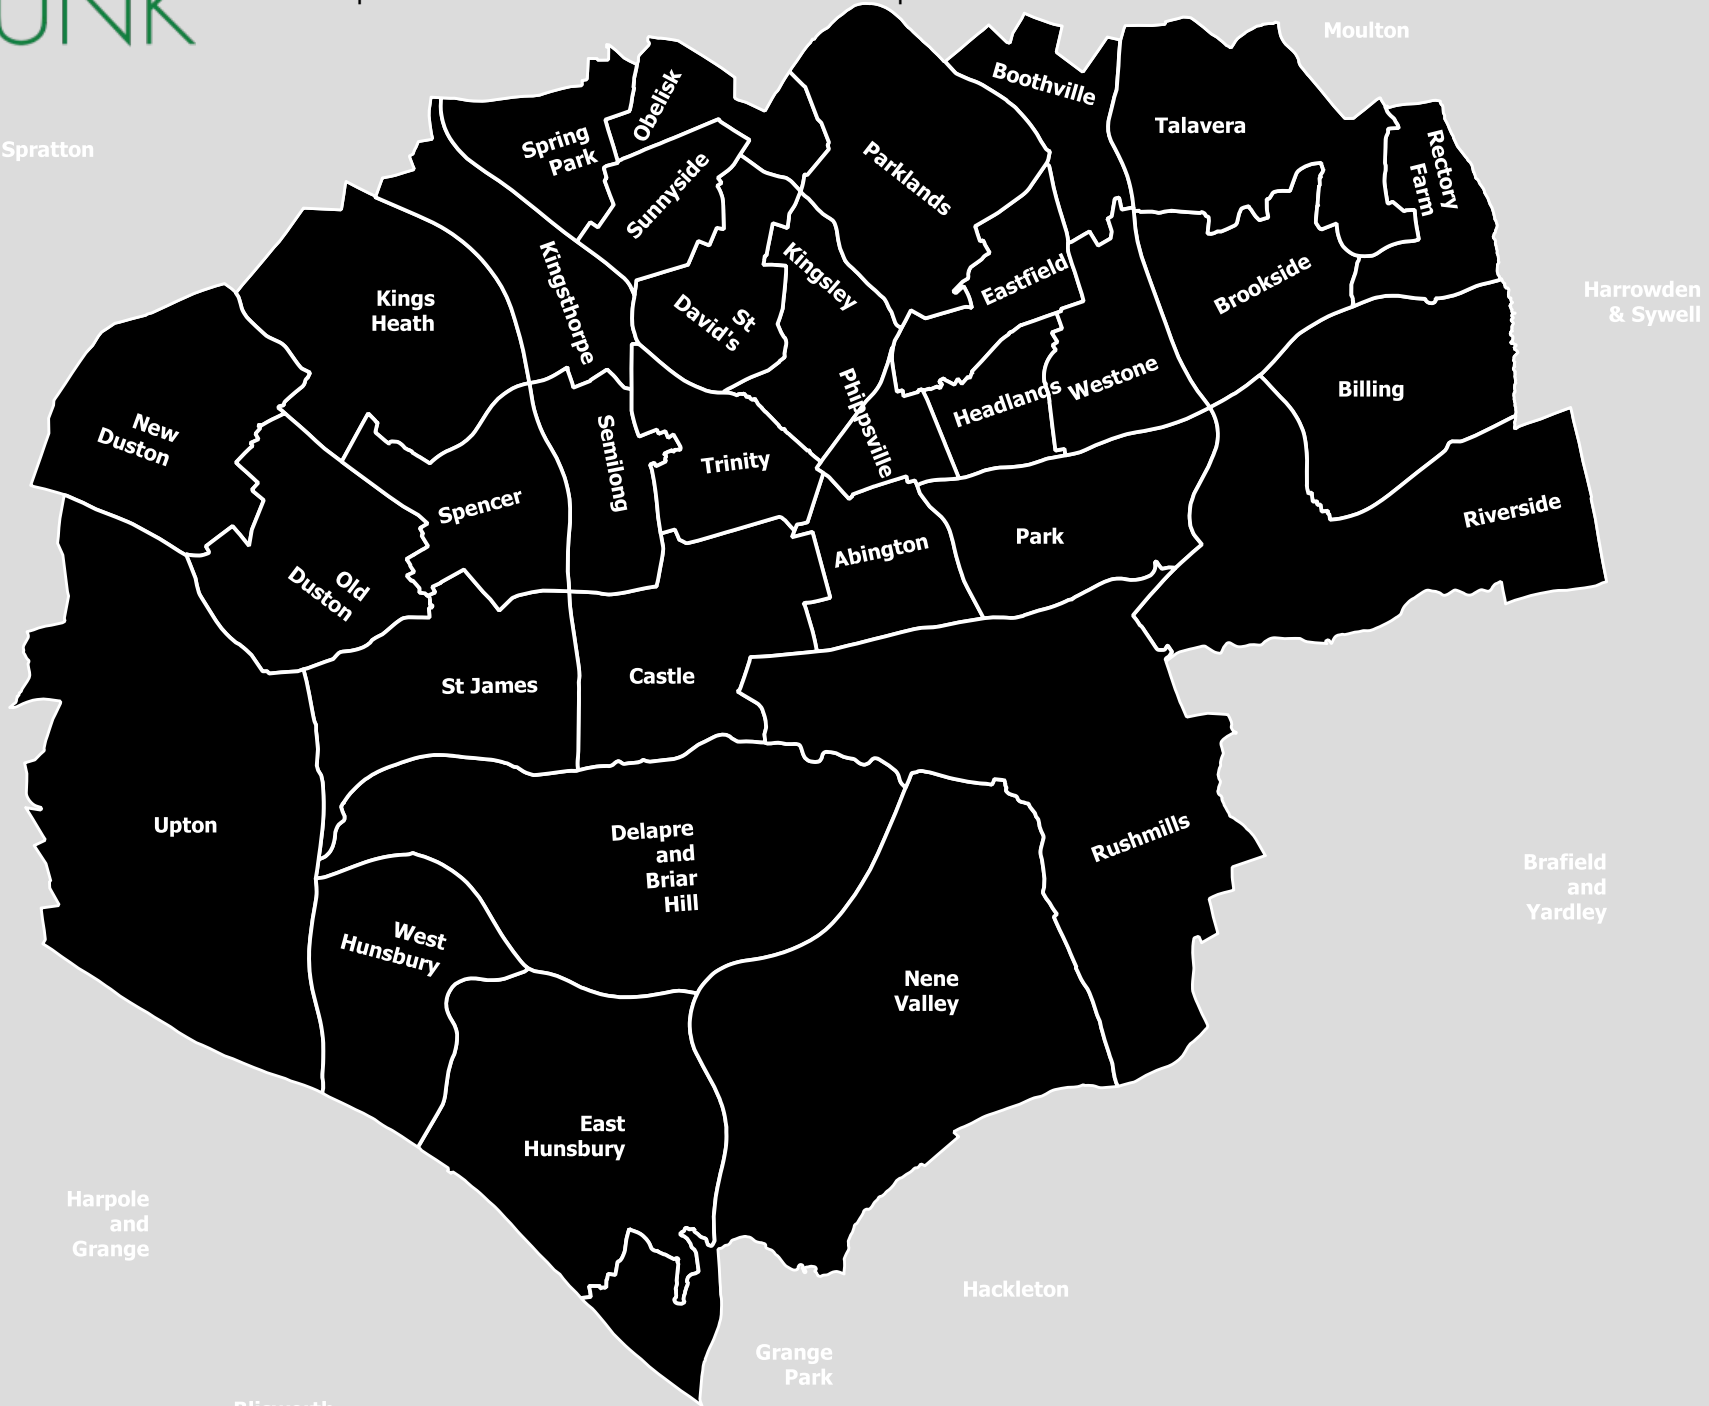 UNK
Moulton
Boothville
Obelisk
Talavera
Spring
Park
Rectory
Farm
Spratton
Parklands
Sunnyside
Kingsley
Eastfield
Brookside
Kings
Heath
Kingsthorpe
St
David's
Harrowden
& Sywell
Phippsville
Headlands
Westone
Billing
New
Duston
Semilong
Trinity
Spencer
Riverside
Park
Abington
Old
Duston
St James
Castle
Upton
Delapre
and
Briar
Hill
Rushmills
Brafield
and
Yardley
West
Hunsbury
Nene
Valley
East
Hunsbury
Harpole
and
Grange
Hackleton
Grange
Park